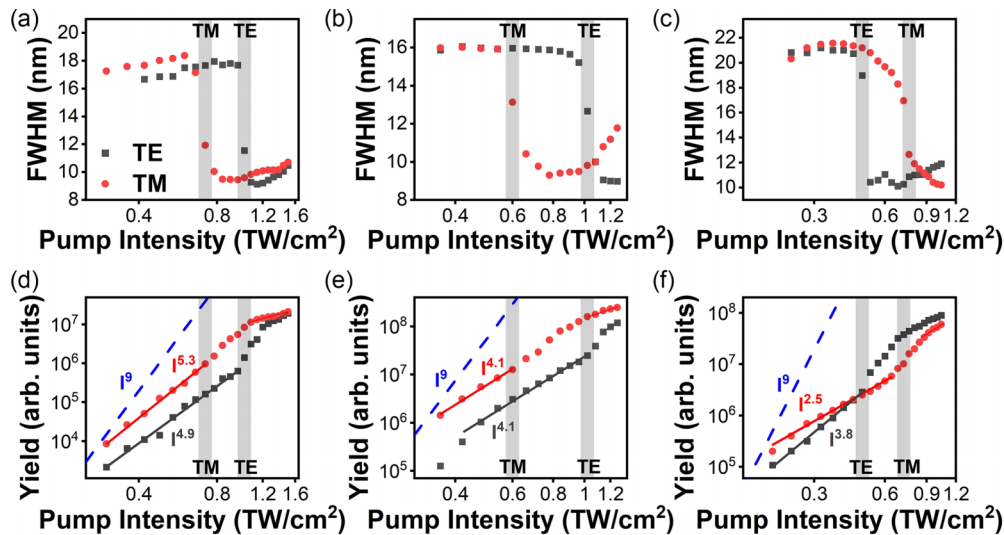 (a)
TM TE
20
18
16
14
12
10
8
FWHM (nm)
TE
TM
0.4 0.8 1.2 1.6
Pump Intensity (TW/cm²)
(b)
TM TE
16
14
12
10
8
FWHM (nm)
0.4 0.6 0.8 1 1.2
Pump Intensity (TW/cm²)
(c)
TE TM
22
20
18
16
14
12
10
FWHM (nm)
0.3 0.6 0.9 1.2
Pump Intensity (TW/cm²)
(d)
10⁷
10⁶
10⁵
10⁴
Yield (arb. units)
I⁹
I⁵·³
I⁴·⁹
TM TE
0.4 0.8 1.2 1.6
Pump Intensity (TW/cm²)
(e)
10⁸
10⁷
10⁶
10⁵
Yield (arb. units)
I⁹
I⁴·¹
I⁴·¹
TM TE
0.4 0.6 0.8 1 1.2
Pump Intensity (TW/cm²)
(f)
10⁸
10⁷
10⁶
10⁵
Yield (arb. units)
I⁹
I²·⁵
I³·⁸
TE TM
0.3 0.6 0.9 1.2
Pump Intensity (TW/cm²)